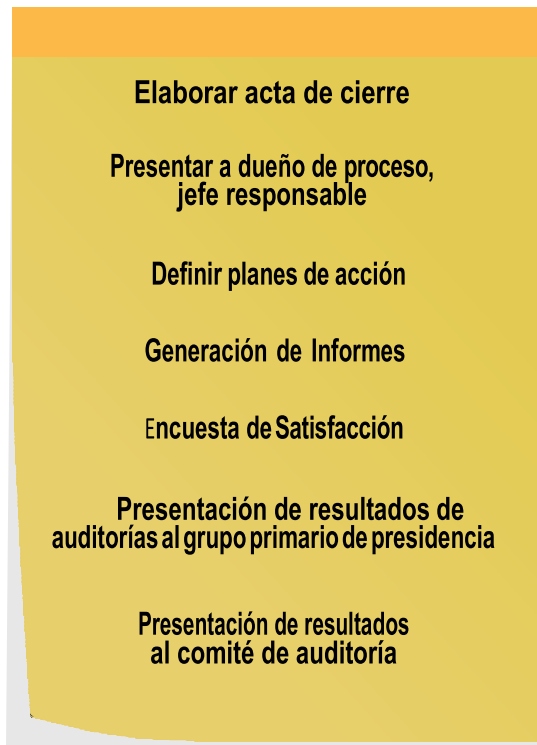 Elaborar acta de cierre
Presentar a dueño de proceso,
jefe responsable
Definir planes de acción
Generación de Informes
Encuesta de Satisfacción
Presentación de resultados de
auditorías al grupo primario de presidencia
Presentación de resultados
al comité de auditoría